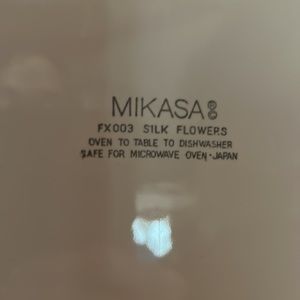 MIKASA®©
FX003 SILK FLOWERS
OVEN TO TABLE TO DISHWASHER
SAFE FOR MICROWAVE OVEN-JAPAN